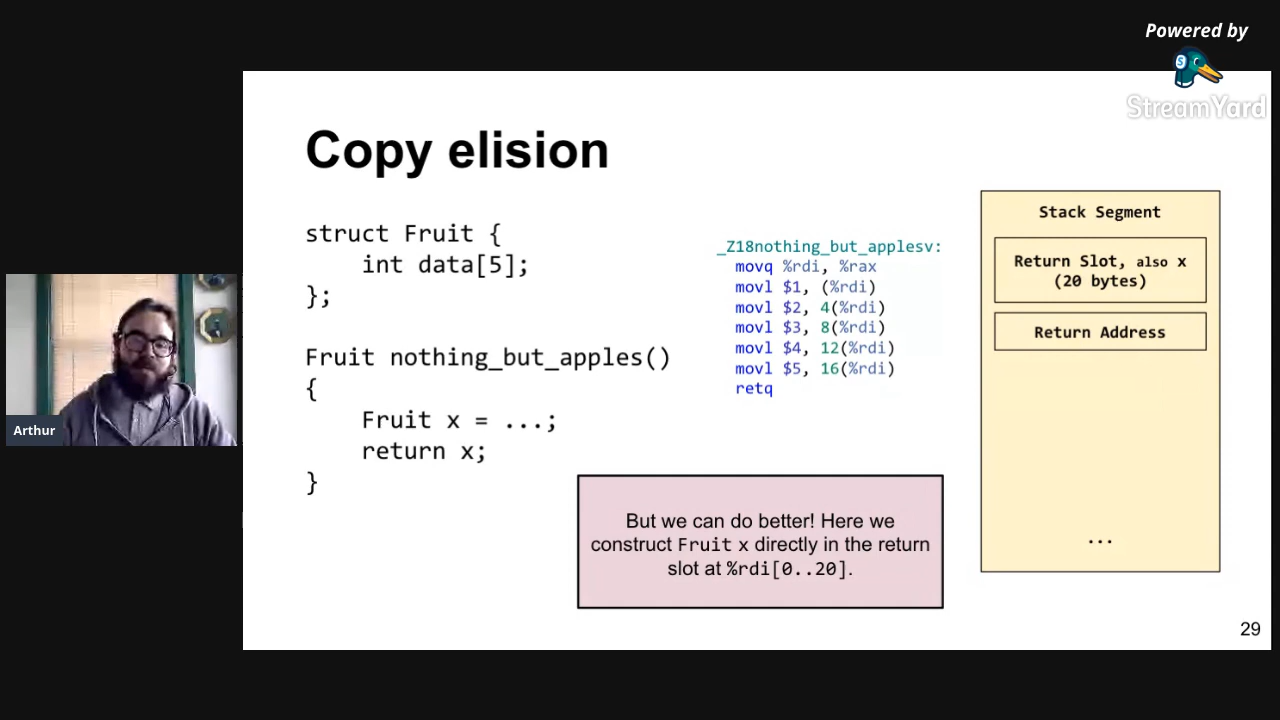 Powered by
StreamYard
Copy elision
struct Fruit {
    int data[5];
};
Fruit nothing_but_apples()
{
    Fruit x = ...;
    return x;
}
_Z18nothing_but_applesv:
  movq %rdi, %rax
  movl $1, (%rdi)
  movl $2, 4(%rdi)
  movl $3, 8(%rdi)
  movl $4, 12(%rdi)
  movl $5, 16(%rdi)
  retq
But we can do better! Here we
construct Fruit x directly in the return
slot at %rdi[0..20].
Stack Segment
Return Slot, also x
(20 bytes)
Return Address
...
Arthur
29